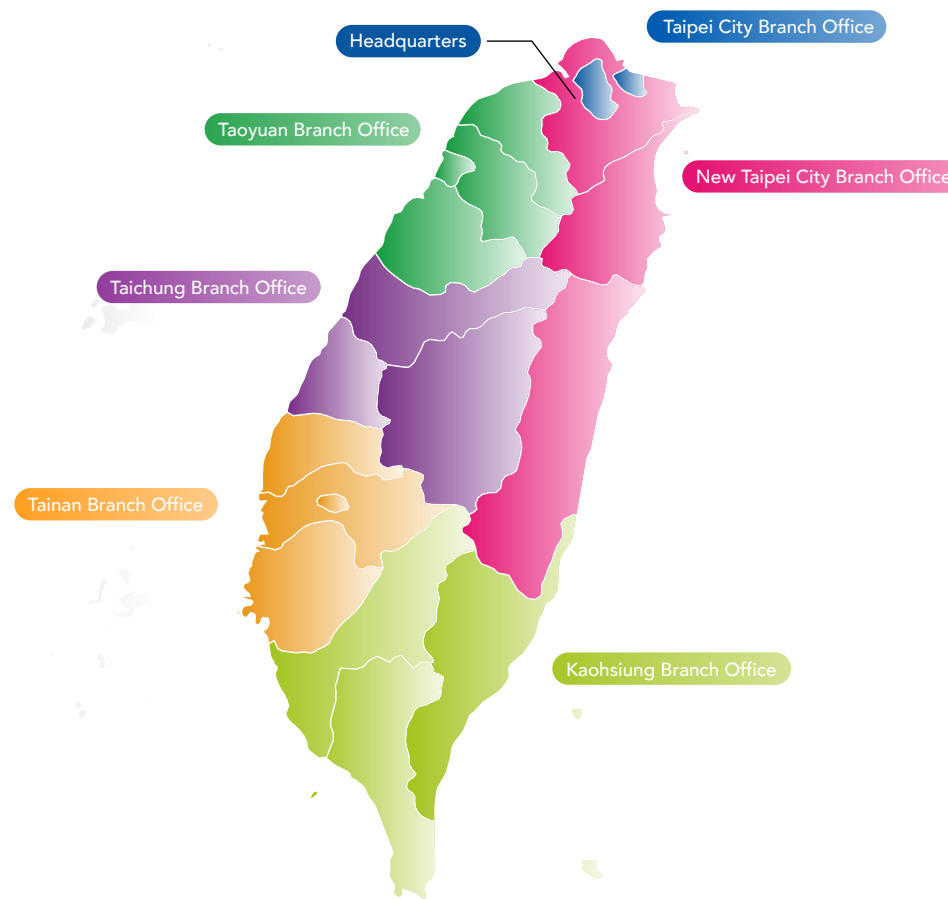 Taipei City Branch Office
Headquarters
Taoyuan Branch Office
New Taipei City Branch Office
Taichung Branch Office
Tainan Branch Office
Kaohsiung Branch Office